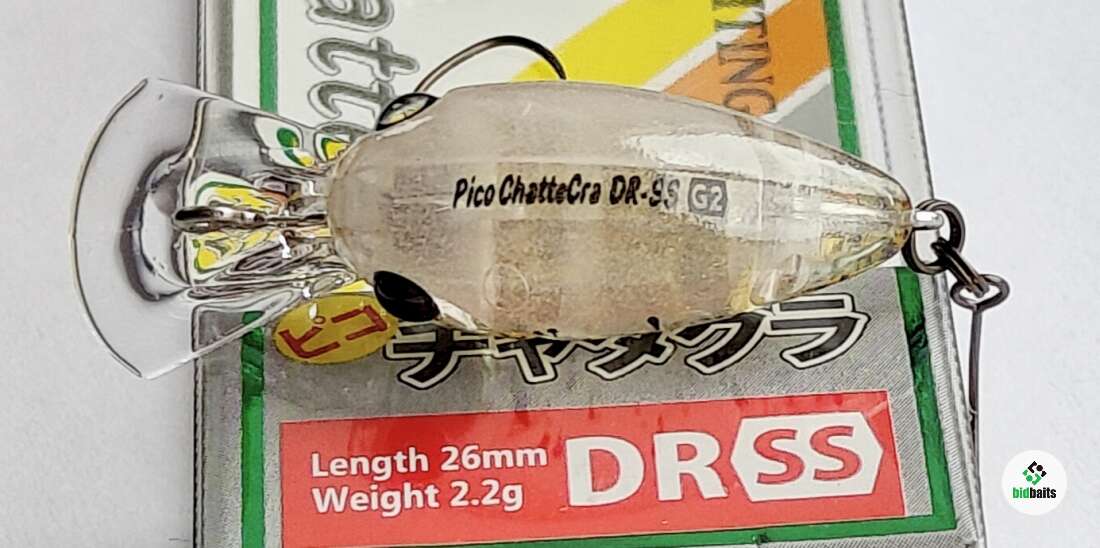 TING
Pico ChatteCra DR-SS G2
ピコ
チャタクラ
Length 26mm
Weight 2.2g
DR SS
bidbaits